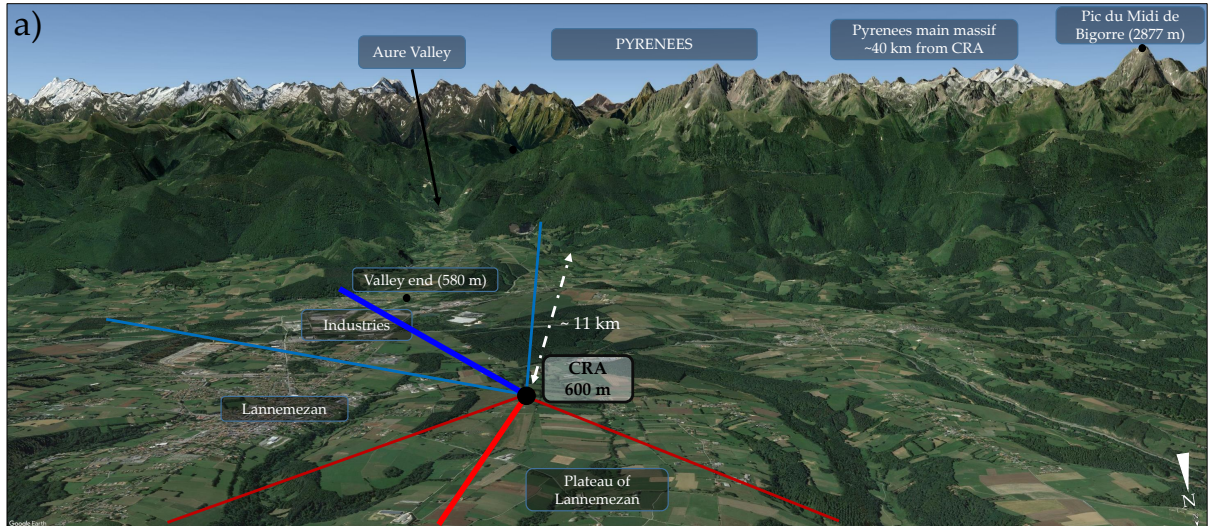 a)
Aure Valley
PYRENEES
Pyrenees main massif
~40 km from CRA
Pic du Midi de
Bigorre (2877 m)
Valley end (580 m)
Industries
~ 11 km
CRA
600 m
Lannemezan
Plateau of
Lannemezan
N
Google Earth